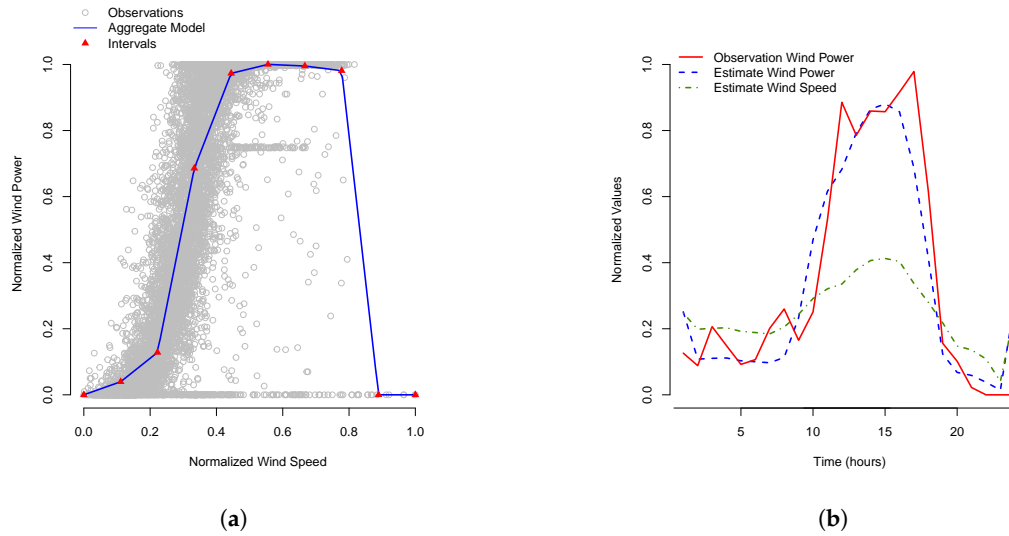 Observations
Aggregate Model
Intervals
Normalized Wind Power
1.0
0.8
0.6
0.4
0.2
0.0
0.0 0.2 0.4 0.6 0.8 1.0
Normalized Wind Speed
(a)
Observation Wind Power
Estimate Wind Power
Estimate Wind Speed
Normalized Values
1.0
0.8
0.6
0.4
0.2
0.0
5 10 15 20
Time (hours)
(b)